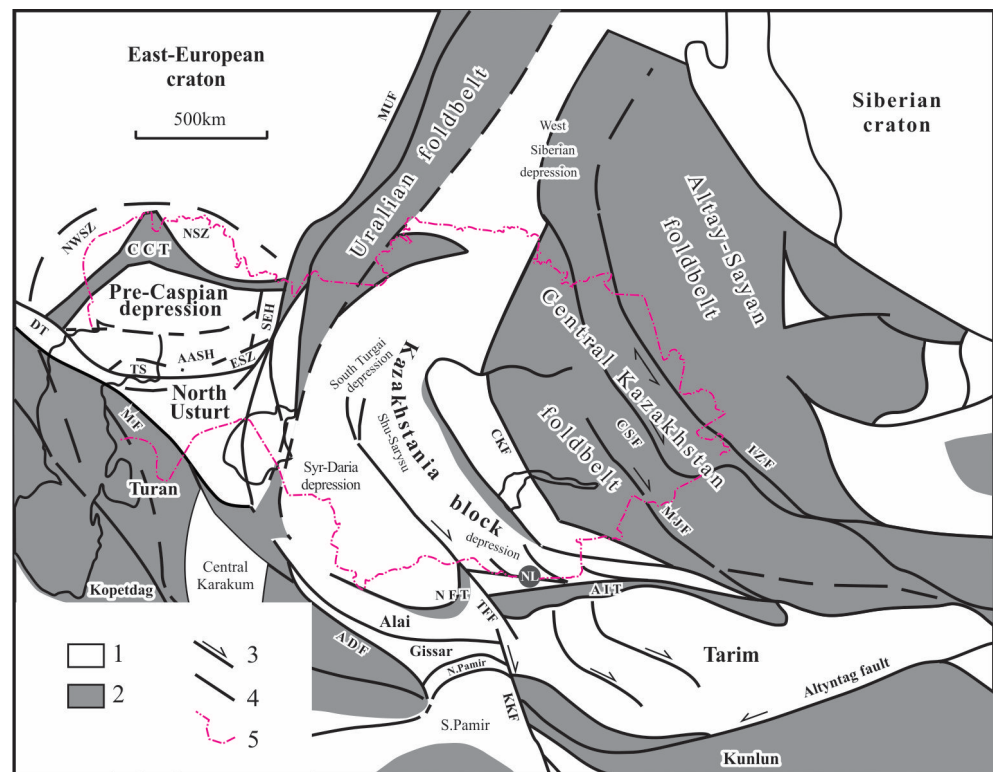 East-European
craton
500km
MUF
Uralian foldbelt
West
Siberian
depression
Siberian
craton
Altay-Sayan
foldbelt
NWSZ
NSZ
CCT
Pre-Caspian
depression
SEH
DT
TS
AASH
ESZ
North
Usturt
MF
Turan
South Turgai
depression
Kazakhstania
block
Shu-Sarysu
depression
Central Kazakhstan
foldbelt
CKF
CSF
IZF
MJF
Syr-Daria
depression
Central
Karakum
Kopetdag
NFT
NL
AIT
TFF
Alai
Gissar
ADF
N.Pamir
S.Pamir
KKF
Tarim
Altyntag fault
Kunlun
1
2
3
4
5